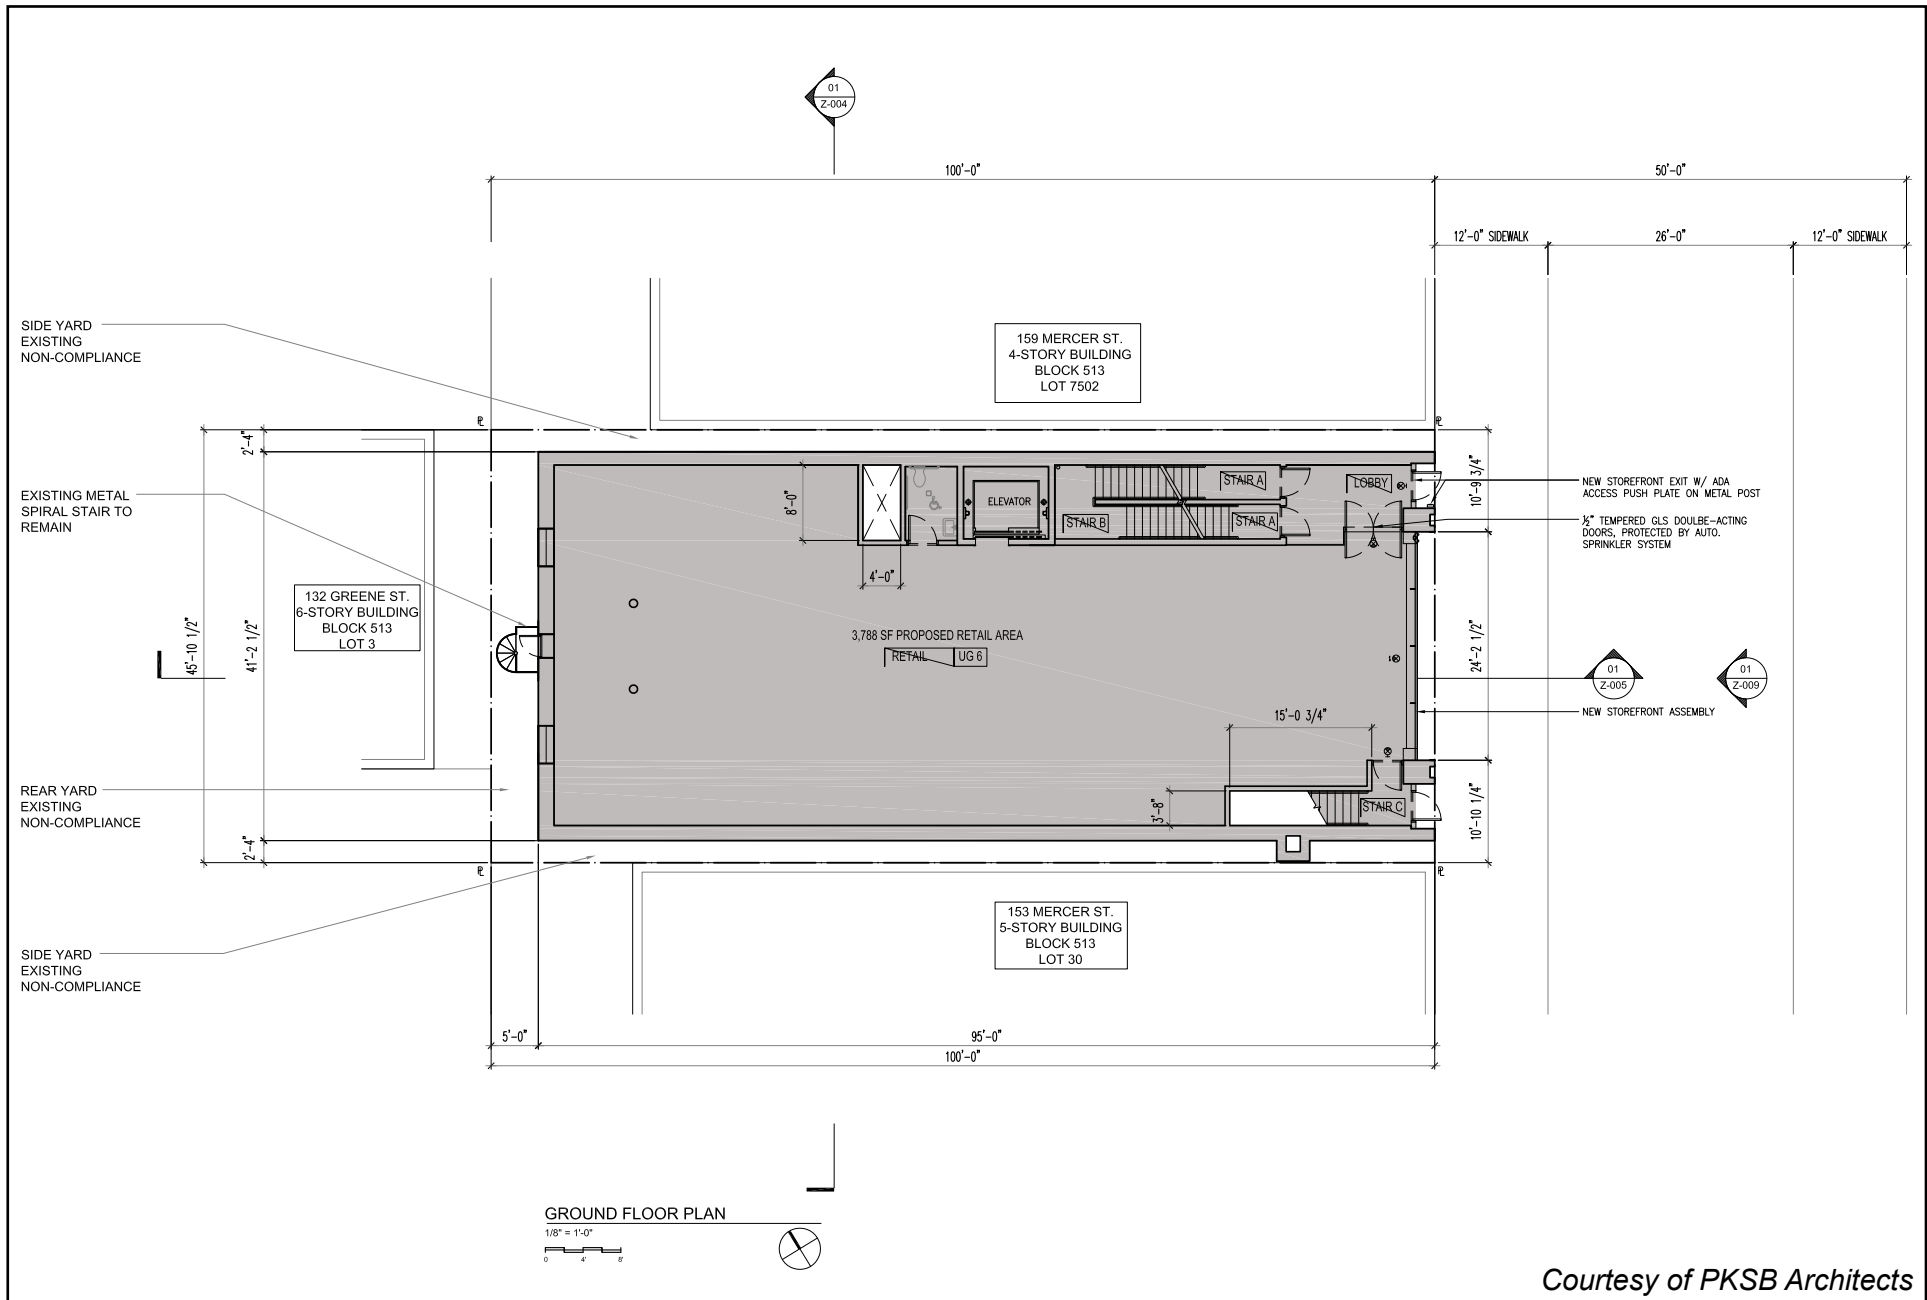 01
Z-004
100'-0"
50'-0"
12'-0" SIDEWALK
26'-0"
12'-0" SIDEWALK
SIDE YARD
EXISTING
NON-COMPLIANCE
159 MERCER ST.
4-STORY BUILDING
BLOCK 513
LOT 7502
2'-4"
10'-9 3/4"
EXISTING METAL
SPIRAL STAIR TO
REMAIN
8'-0"
ELEVATOR
STAIR A
LOBBY
STAIR B
STAIR A
NEW STOREFRONT EXIT W/ ADA
ACCESS PUSH PLATE ON METAL POST
½" TEMPERED GLS DOULBE-ACTING
DOORS, PROTECTED BY AUTO.
SPRINKLER SYSTEM
4'-0"
132 GREENE ST.
6-STORY BUILDING
BLOCK 513
LOT 3
45'-10 1/2"
41'-2 1/2"
3,788 SF PROPOSED RETAIL AREA
RETAIL UG 6
24'-2 1/2"
01
Z-005
01
Z-009
NEW STOREFRONT ASSEMBLY
15'-0 3/4"
REAR YARD
EXISTING
NON-COMPLIANCE
3'-8"
STAIR C
10'-10 1/4"
2'-4"
153 MERCER ST.
5-STORY BUILDING
BLOCK 513
LOT 30
SIDE YARD
EXISTING
NON-COMPLIANCE
5'-0"
95'-0"
100'-0"
GROUND FLOOR PLAN
1/8" = 1'-0"
0 4' 8'
Courtesy of PKSB Architects